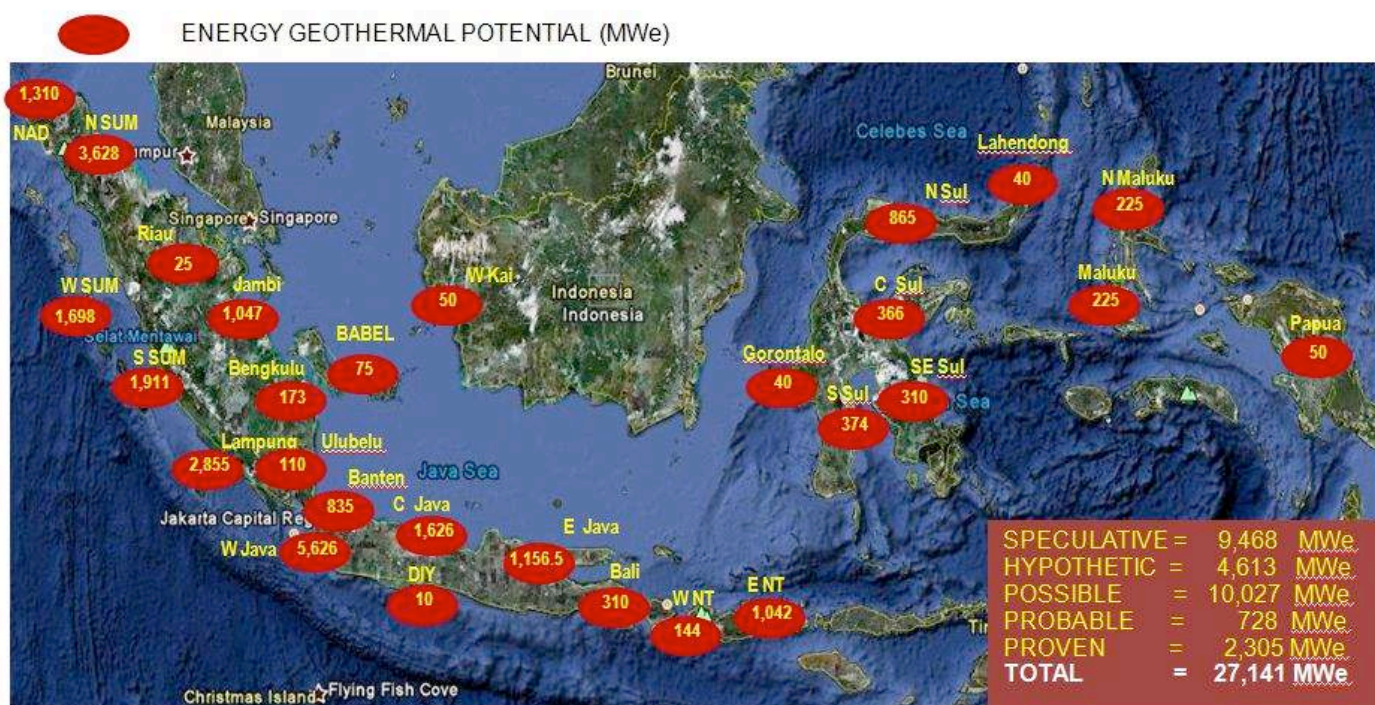 ENERGY GEOTHERMAL POTENTIAL (MWe)
Brunei
1,310
NAD
N SUM
3,628
umpur
Malaysia
Celebes Sea
Lahendong
40
N Sul
865
N Maluku
225
Singapore
Singapore
Riau
25
W SUM
1,698
Jambi
1,047
W Kai
50
Indonesia
Indonesia
C Sul
366
Maluku
225
Papua
50
Selat Mentawai
S SUM
1,911
Bengkulu
173
BABEL
75
Gorontalo
40
SE Sul
310
Sea
S Sul
374
Lampung
2,855
Ulubelu
110
Java Sea
Banten
835
Jakarta Capital Reg
C Java
1,626
W Java
5,626
E Java
1,156.5
DIY
10
Bali
310
W NT
144
E NT
1,042
Tir
Christmas Island
Flying Fish Cove
SPECULATIVE = 9,468 MWe
HYPOTHETIC = 4,613 MWe
POSSIBLE = 10,027 MWe
PROBABLE = 728 MWe
PROVEN = 2,305 MWe
TOTAL = 27,141 MWe